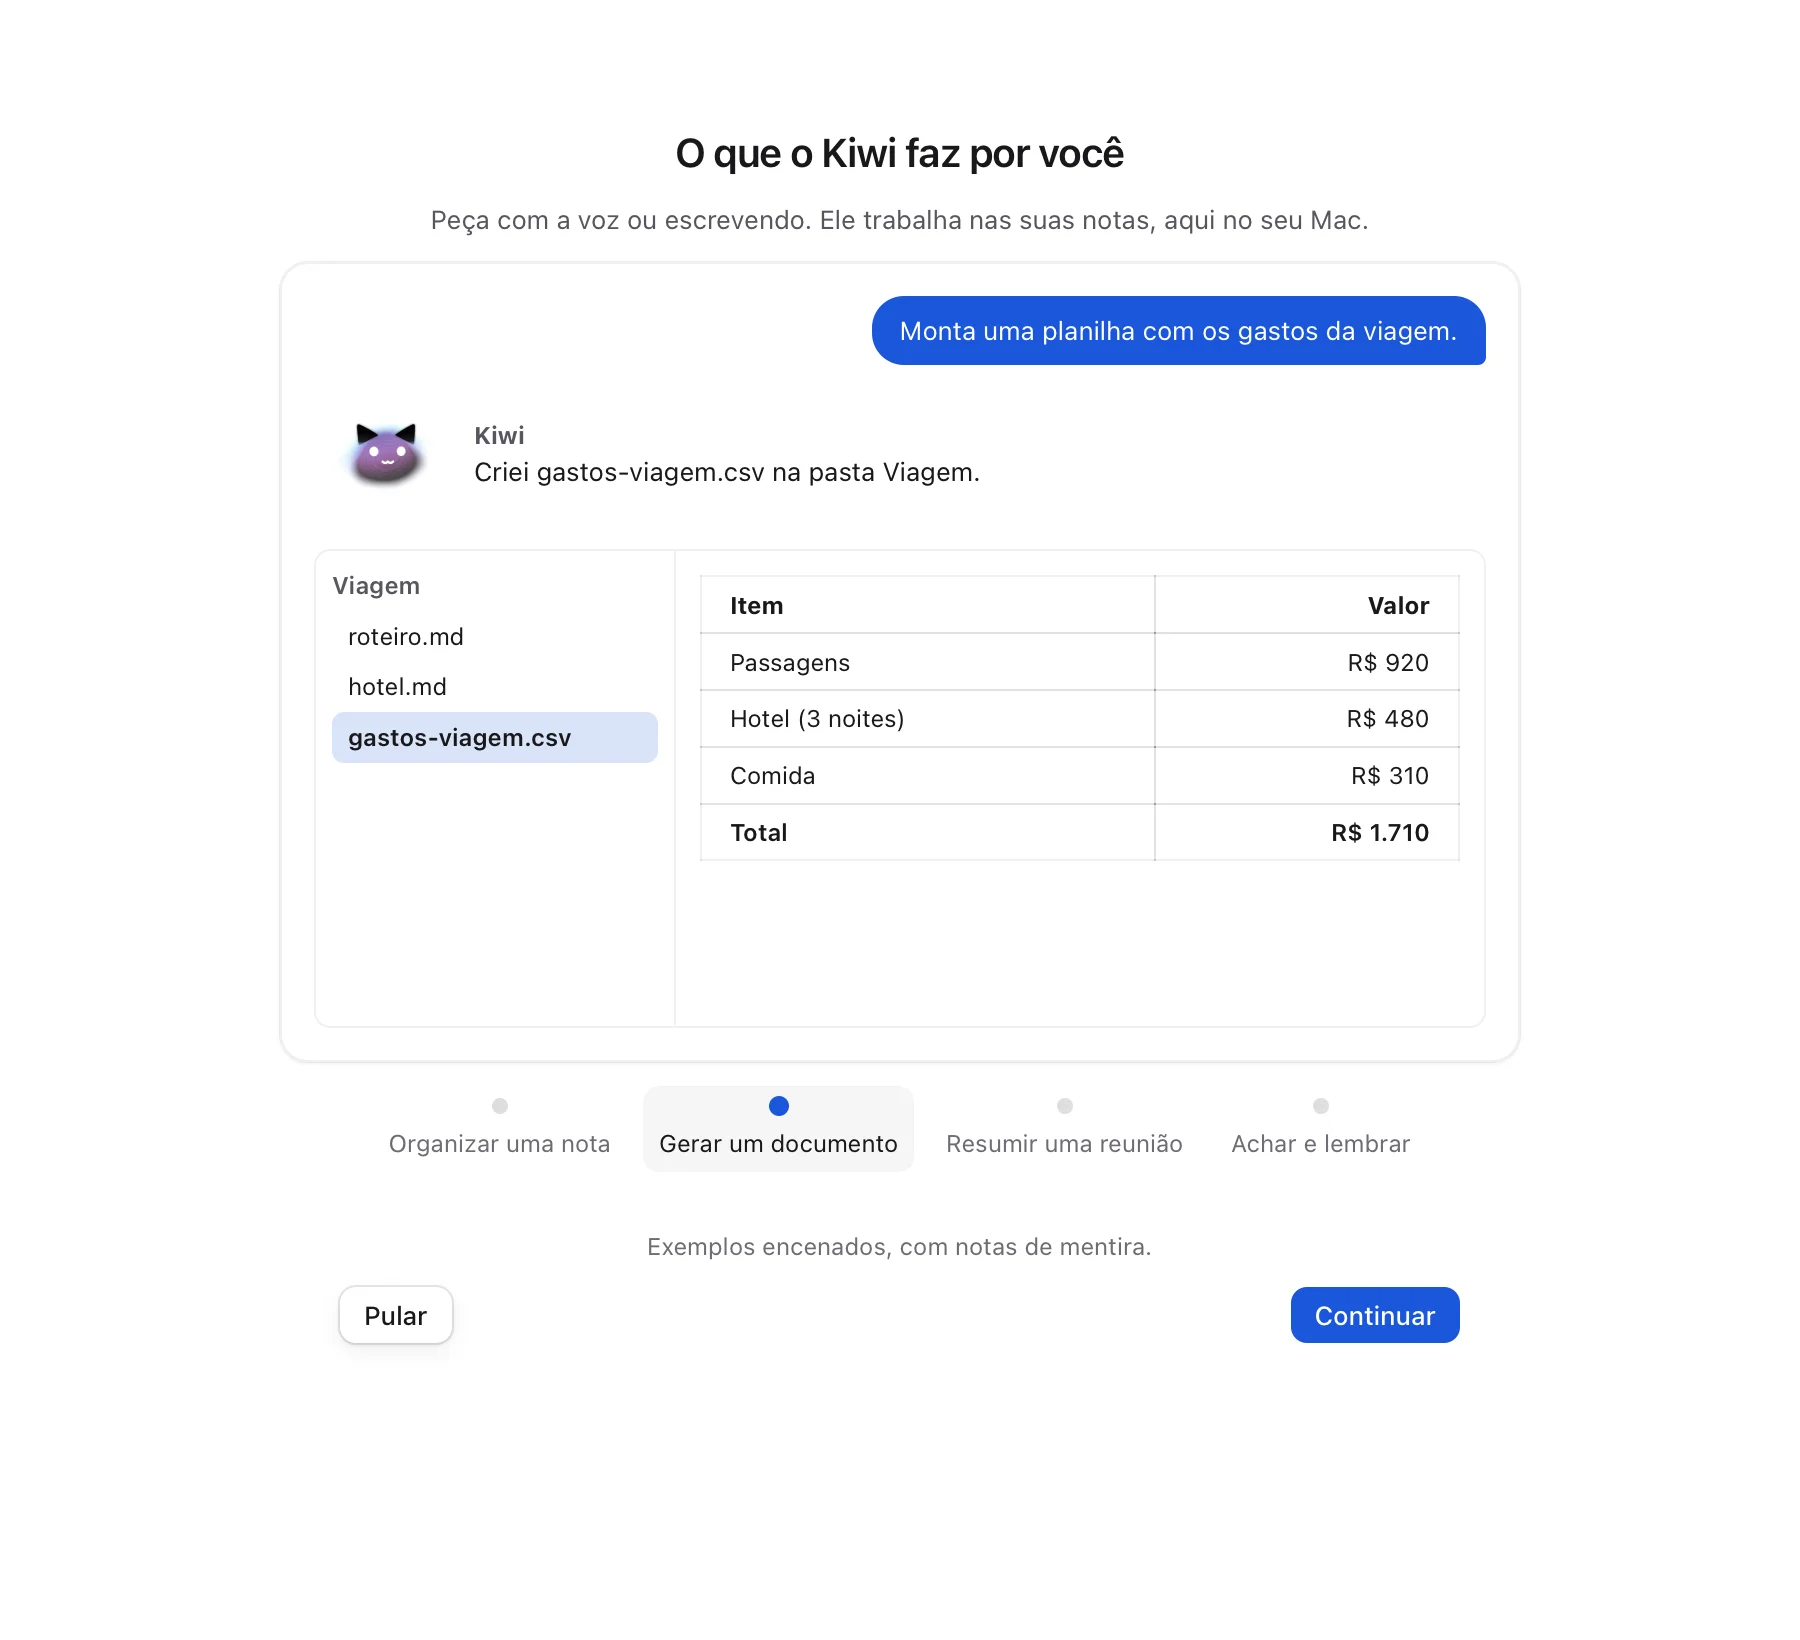 O que o Kiwi faz por você
Peça com a voz ou escrevendo. Ele trabalha nas suas notas, aqui no seu Mac.
Monta uma planilha com os gastos da viagem.
Kiwi
Criei gastos-viagem.csv na pasta Viagem.
Viagem
roteiro.md
hotel.md
gastos-viagem.csv
Item Valor
Passagens R$ 920
Hotel (3 noites) R$ 480
Comida R$ 310
Total R$ 1.710
Organizar uma nota
Gerar um documento
Resumir uma reunião
Achar e lembrar
Exemplos encenados, com notas de mentira.
Pular
Continuar